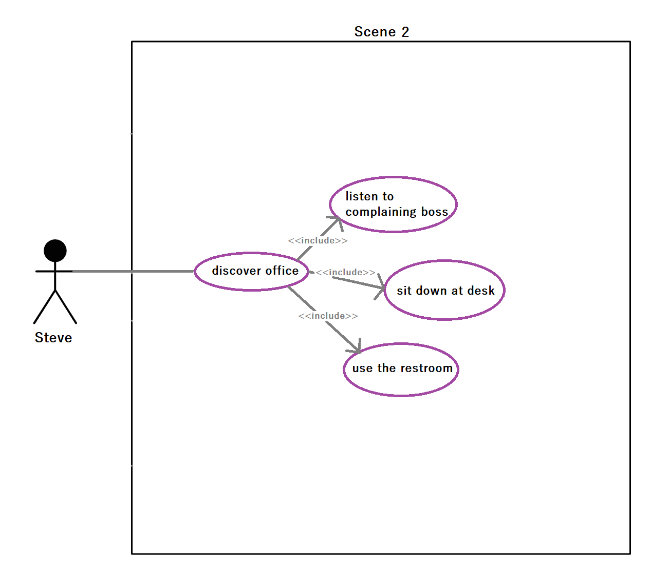 Scene 2
listen to
complaining boss
<<include>>
discover office
<<include>>
sit down at desk
<<include>>
Steve
use the restroom